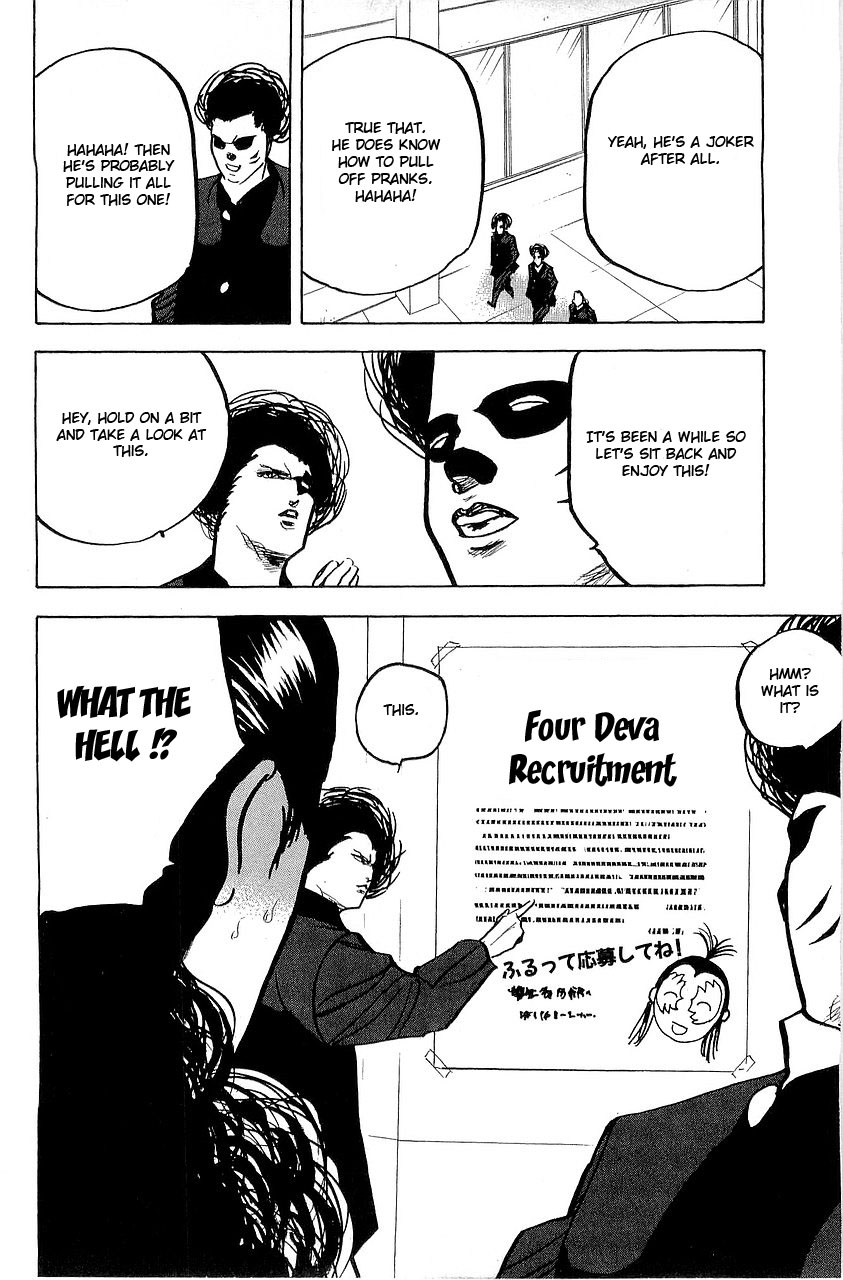 YEAH, HE'S A JOKER
AFTER ALL.
TRUE THAT.
HE DOES KNOW
HOW TO PULL
OFF PRANKS.
HAHAHA!
HAHAHA! THEN
HE'S PROBABLY
PULLING IT ALL
FOR THIS ONE!
IT'S BEEN A WHILE SO
LET'S SIT BACK AND
ENJOY THIS!
HEY, HOLD ON A BIT
AND TAKE A LOOK AT
THIS.
HMM?
WHAT IS
IT?
THIS.
Four Deva
Recruitment
ふるって応募してね!
WHAT THE
HELL !?